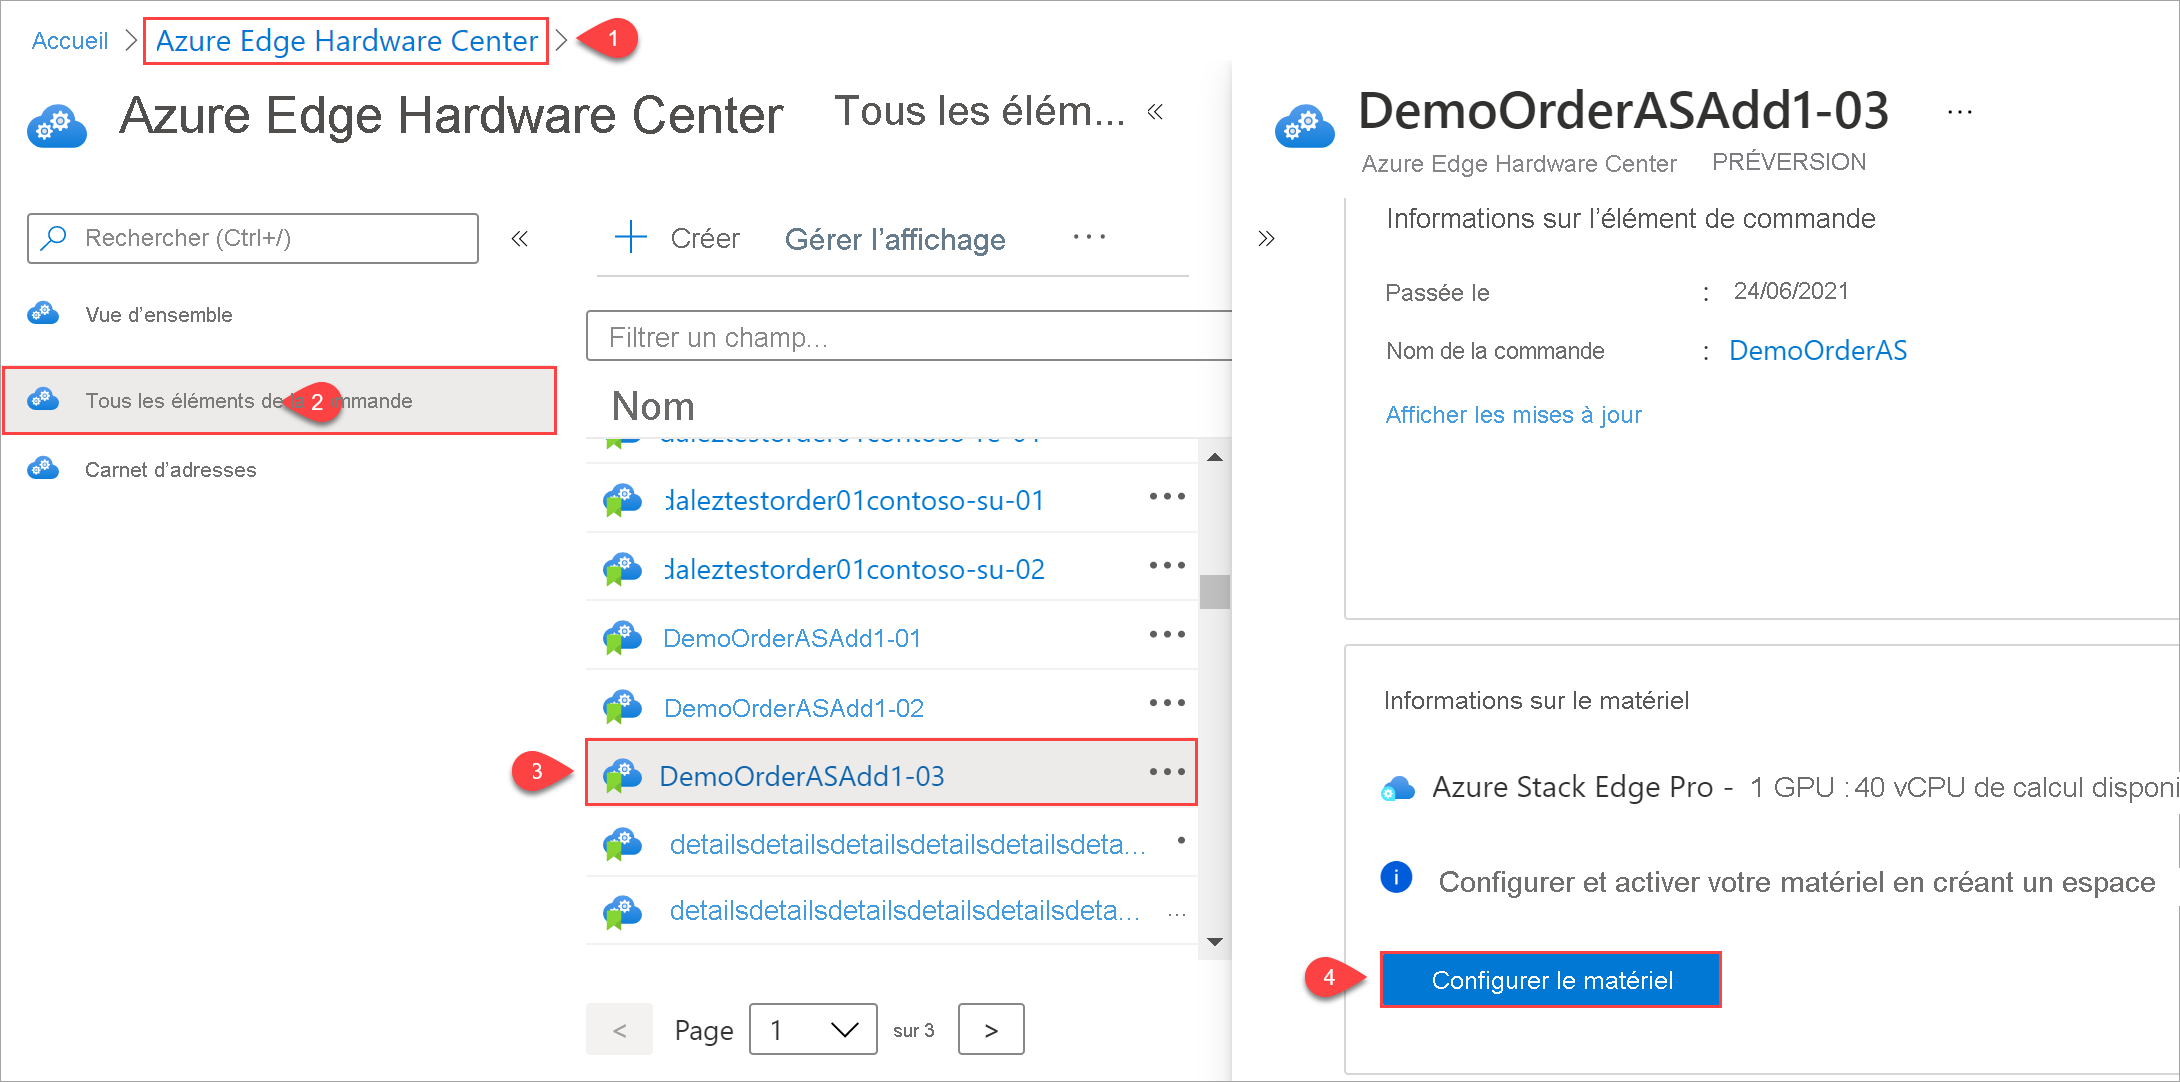 Accueil > Azure Edge Hardware Center > 1
Azure Edge Hardware Center
Rechercher (Ctrl+/)
Vue d’ensemble
Tous les éléments de 2
Carnet d’adresses
Tous les élém... «
Créer Gérer l’affichage ...
Filtrer un champ...
Nom
daleztestorder01contoso-su-01
daleztestorder01contoso-su-02
DemoOrderASAdd1-01
DemoOrderASAdd1-02
3 DemoOrderASAdd1-03
detailsdetailsdetailsdetailsdetailsdeta...
detailsdetailsdetailsdetailsdetailsdeta...
< Page 1 sur 3 >
DemoOrderASAdd1-03 ...
Azure Edge Hardware Center PRÉVERSION
Informations sur l’élément de commande
Passée le : 24/06/2021
Nom de la commande : DemoOrderAS
Afficher les mises à jour
Informations sur le matériel
Azure Stack Edge Pro - 1 GPU : 40 vCPU de calcul disponi
Configurer et activer votre matériel en créant un espace
4 Configurer le matériel